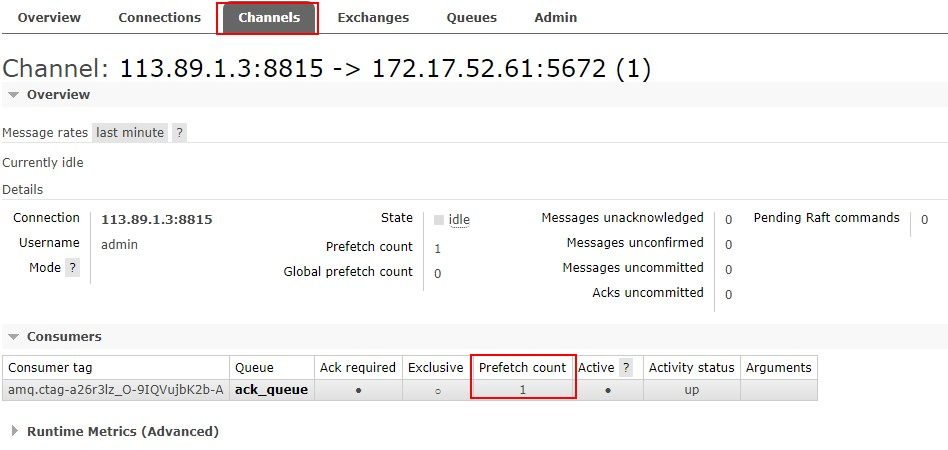 Overview Connections Channels Exchanges Queues Admin
Channel: 113.89.1.3:8815 -> 172.17.52.61:5672 (1)
Overview
Message rates last minute ?
Currently idle
Details
Connection 113.89.1.3:8815
Username admin
Mode ?
State idle
Prefetch count 1
Global prefetch count 0
Messages unacknowledged 0
Messages unconfirmed 0
Messages uncommitted 0
Acks uncommitted 0
Pending Raft commands 0
Consumers
Consumer tag Queue Ack required Exclusive Prefetch count Active ? Activity status Arguments
amq.ctag-a26r3lz_O-9IQVujbK2b-A ack_queue ● ○ 1 ● up
Runtime Metrics (Advanced)